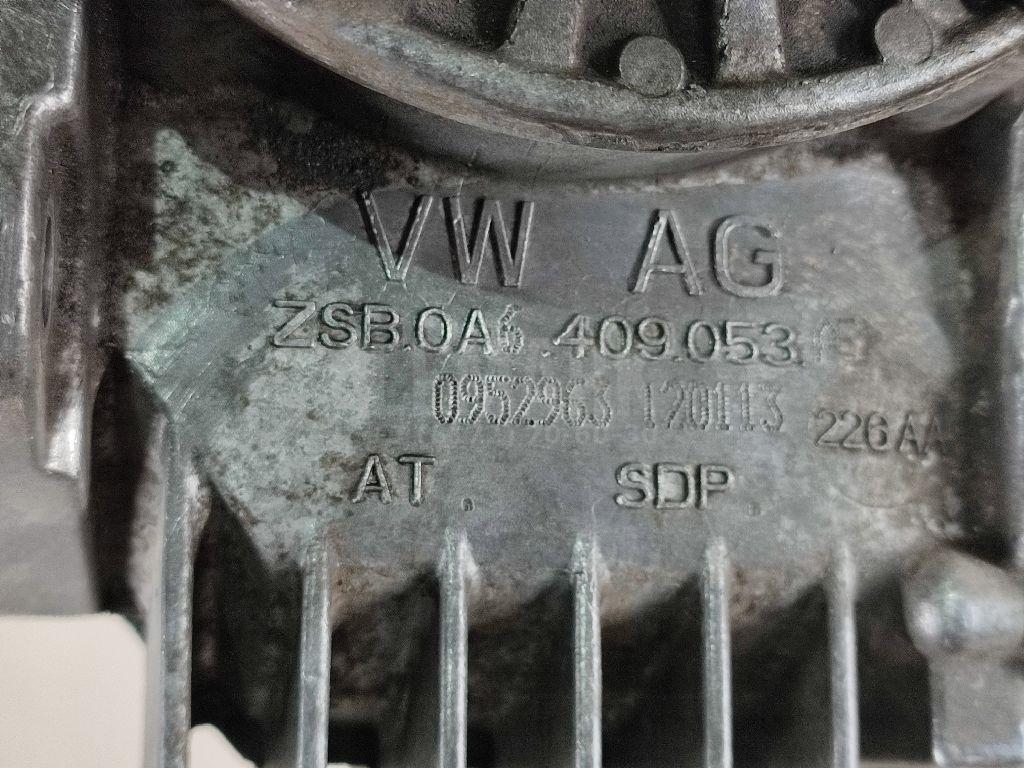 VW AG
ZSB.0A6.409.053.
0952963 120113
226AA
AT. SDP.